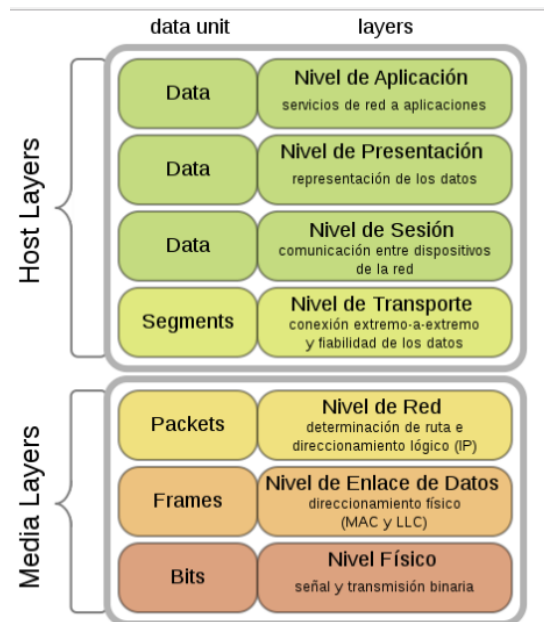 data unit layers
Host Layers
Data
Nivel de Aplicación
servicios de red a aplicaciones
Data
Nivel de Presentación
representación de los datos
Data
Nivel de Sesión
comunicación entre dispositivos
de la red
Segments
Nivel de Transporte
conexión extremo-a-extremo
y fiabilidad de los datos
Media Layers
Packets
Nivel de Red
determinación de ruta e
direccionamiento lógico (IP)
Frames
Nivel de Enlace de Datos
direccionamiento físico
(MAC y LLC)
Bits
Nivel Físico
señal y transmisión binaria